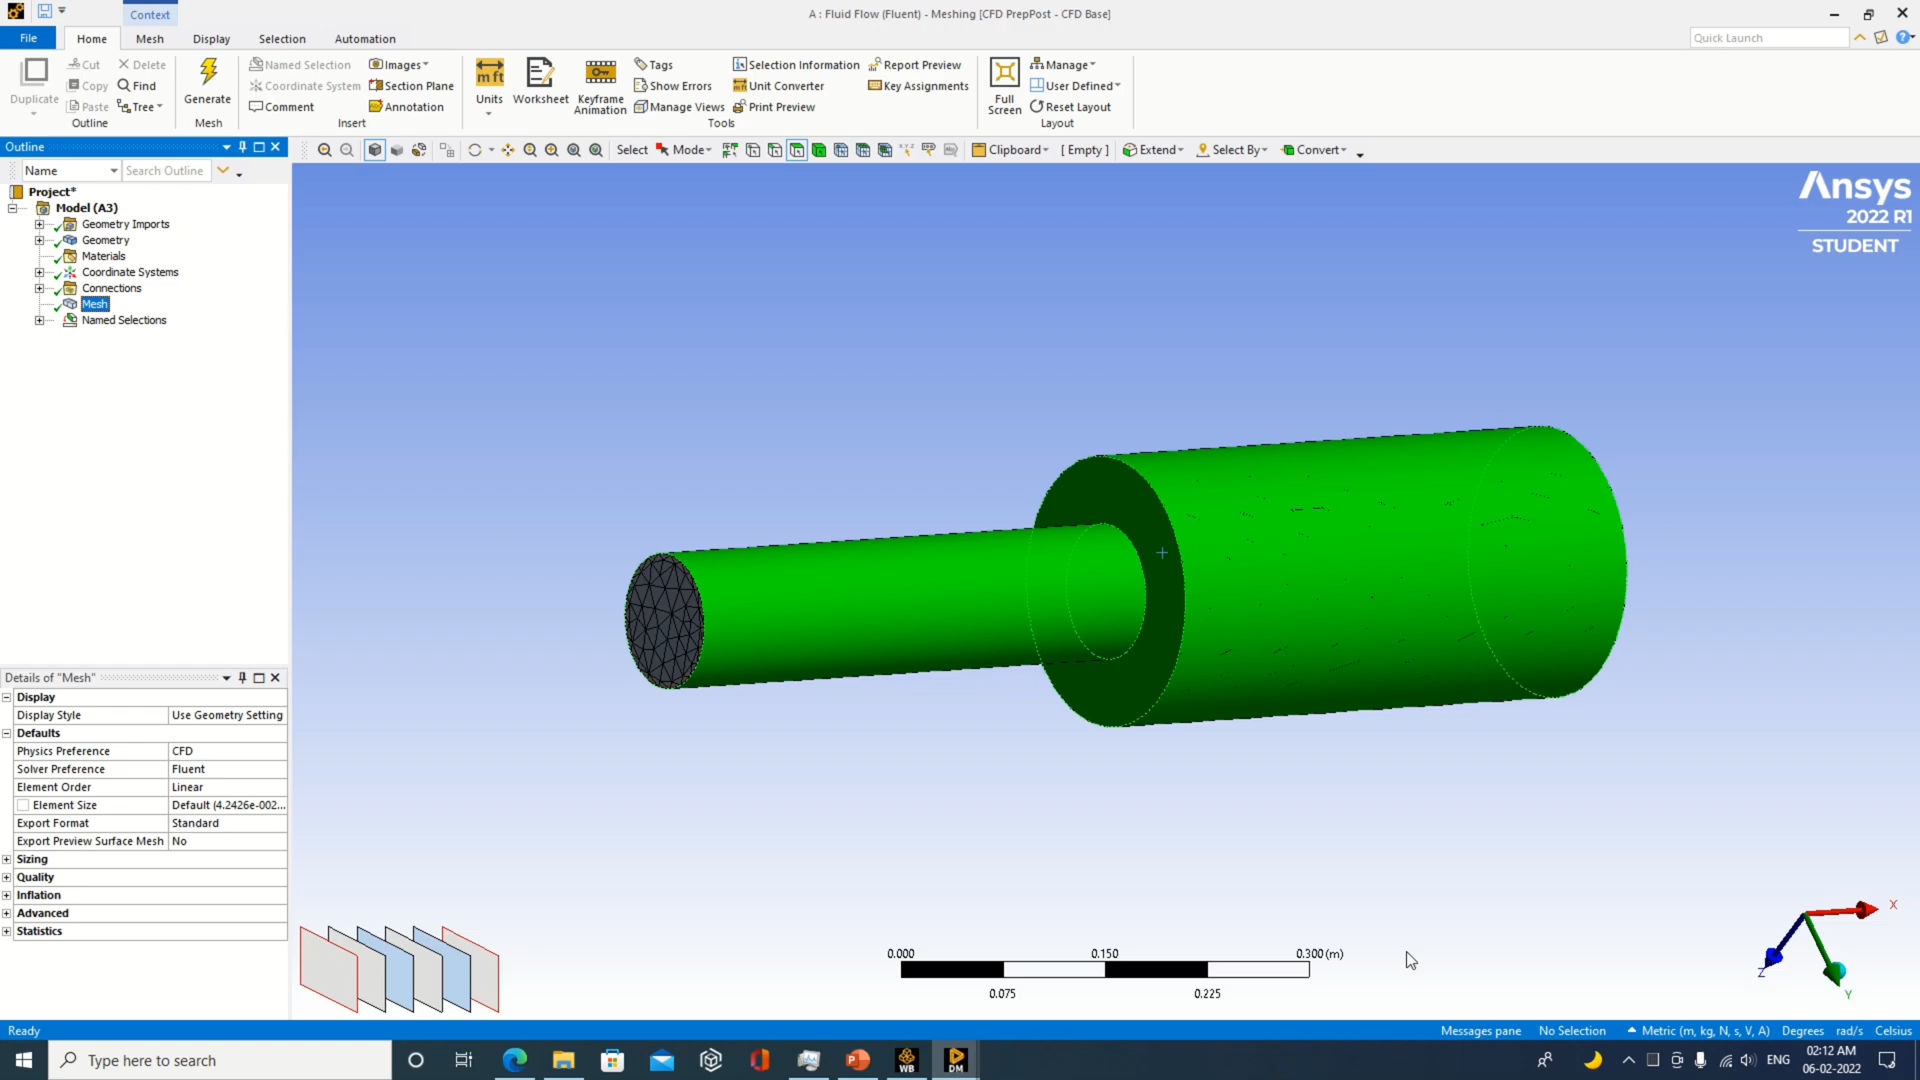 Context
A : Fluid Flow (Fluent) - Meshing [CFD PrepPost - CFD Base]
File Home Mesh Display Selection Automation
Quick Launch
Duplicate
Cut Delete
Copy Find
Paste Tree
Outline
Generate
Mesh
Named Selection Images
Coordinate System Section Plane
Comment Annotation
Insert
m ft
Units
Worksheet
Keyframe Animation
Tags
Show Errors
Manage Views
Selection Information
Unit Converter
Print Preview
Report Preview
Key Assignments
Tools
Full Screen
Manage
User Defined
Reset Layout
Layout
Outline
Select Mode Clipboard [ Empty ] Extend Select By Convert
Name Search Outline
Project*
Model (A3)
Geometry Imports
Geometry
Materials
Coordinate Systems
Connections
Mesh
Named Selections
Ansys
2022 R1
STUDENT
Details of "Mesh"
Display
Display Style Use Geometry Setting
Defaults
Physics Preference CFD
Solver Preference Fluent
Element Order Linear
Element Size Default (4.2426e-002...
Export Format Standard
Export Preview Surface Mesh No
Sizing
Quality
Inflation
Advanced
Statistics
0.000 0.150 0.300 (m)
0.075 0.225
X
Z
Y
Ready
Messages pane No Selection Metric (m, kg, N, s, V, A) Degrees rad/s Celsius
Type here to search
WB
DM
ENG
02:12 AM
06-02-2022